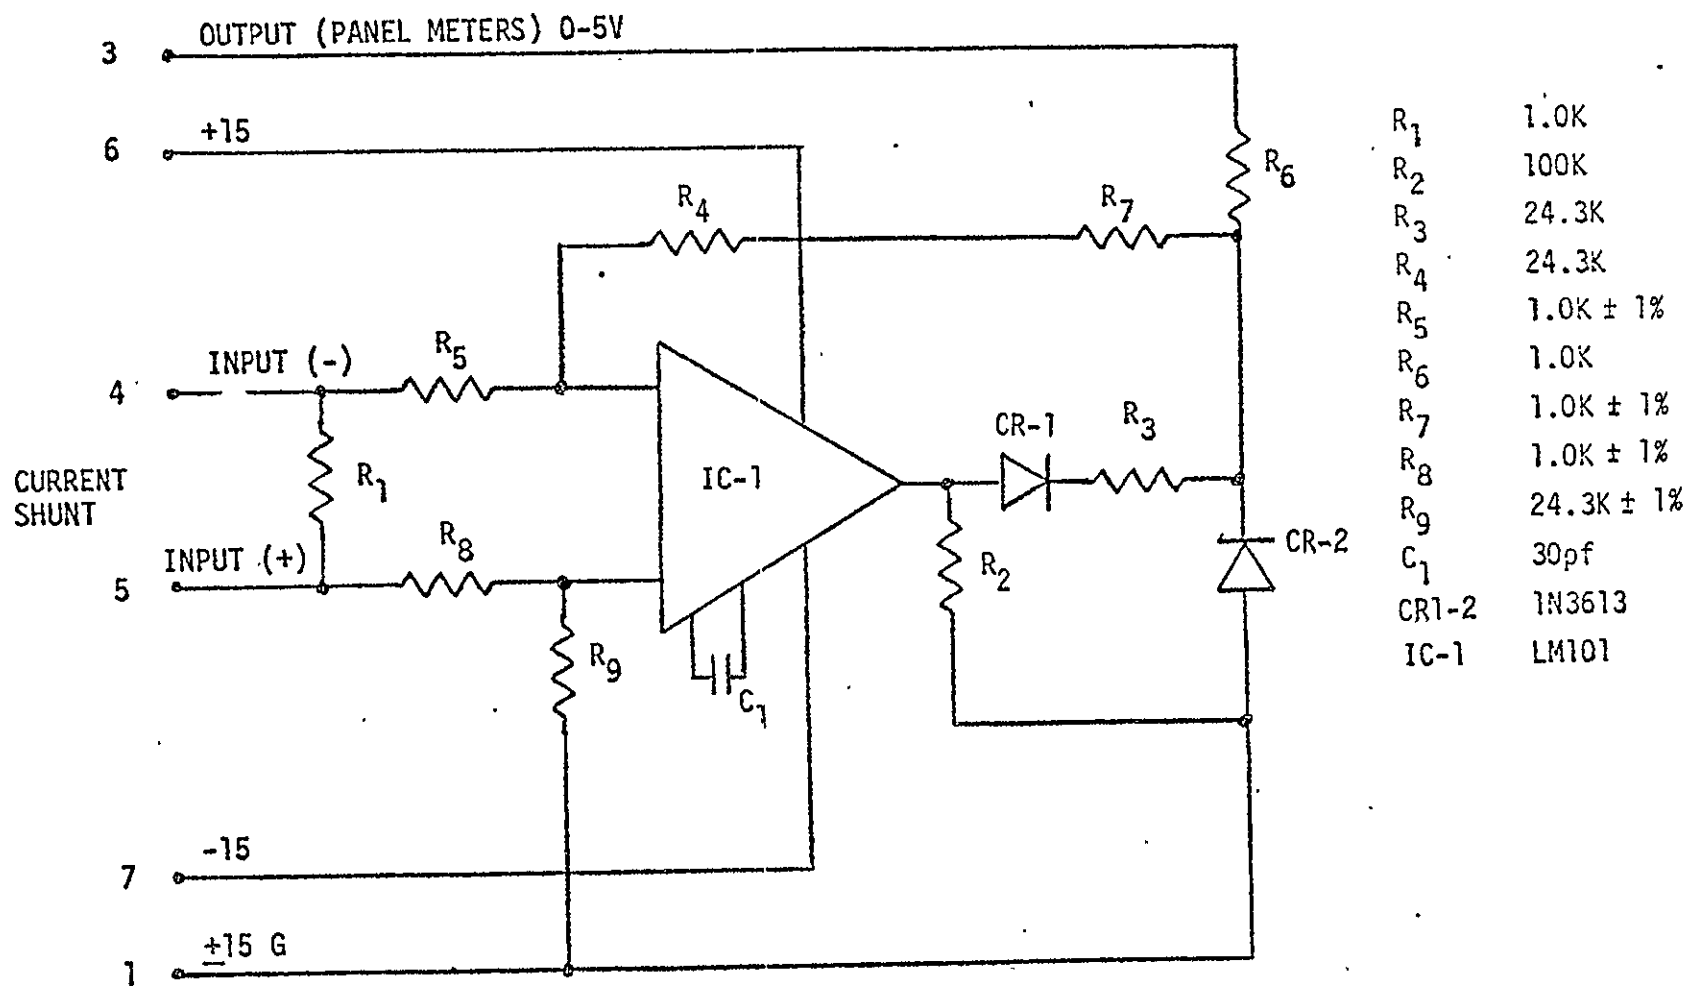 3 OUTPUT (PANEL METERS) 0-5V
6 +15
R6
R4
R7
4 INPUT (-)
R5
CURRENT
SHUNT
R1
IC-1
CR-1
R3
5 INPUT (+)
R8
R2
CR-2
R9
C1
7 -15
1 ±15 G
R1 1.0K
R2 100K
R3 24.3K
R4 24.3K
R5 1.0K ± 1%
R6 1.0K
R7 1.0K ± 1%
R8 1.0K ± 1%
R9 24.3K ± 1%
C1 30pf
CR1-2 1N3613
IC-1 LM101